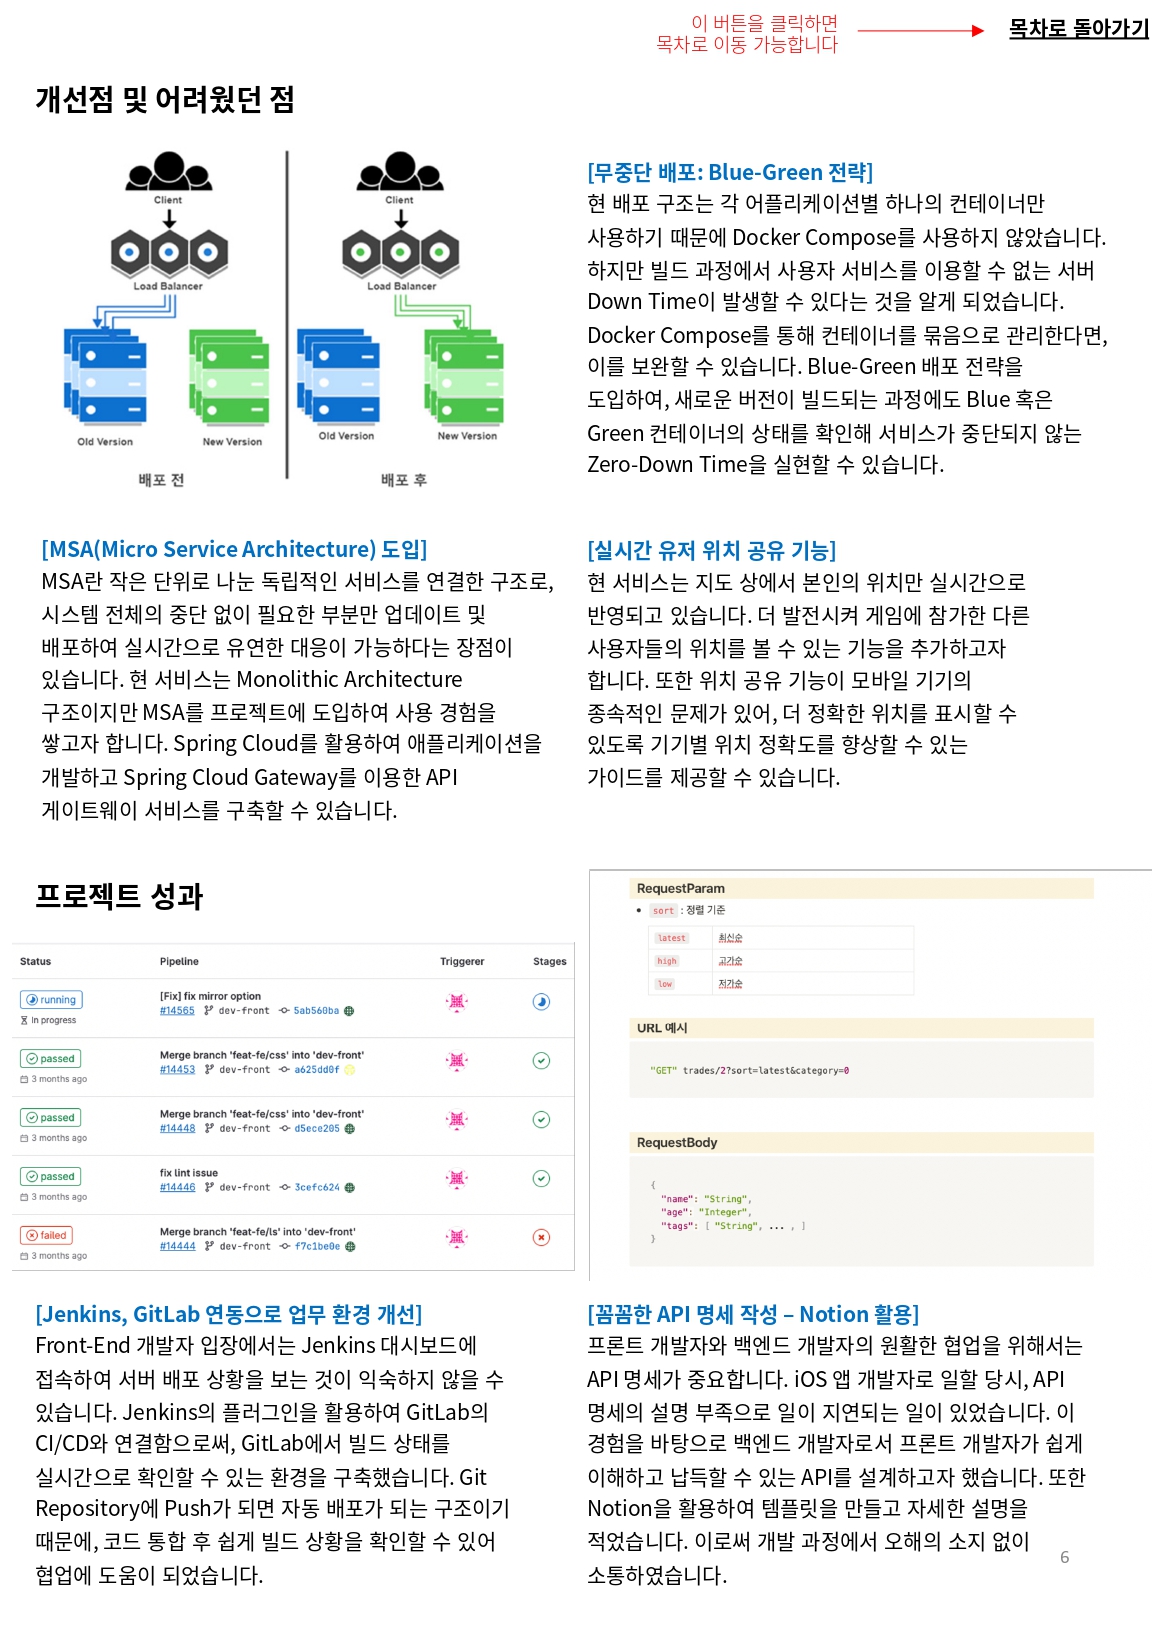 이 버튼을 클릭하면
목차로 이동 가능합니다
목차로 돌아가기
개선점 및 어려웠던 점
Client
Load Balancer
Old Version
New Version
배포 전
Client
Load Balancer
Old Version
New Version
배포 후
[무중단 배포: Blue-Green 전략]
현 배포 구조는 각 어플리케이션별 하나의 컨테이너만
사용하기 때문에 Docker Compose를 사용하지 않았습니다.
하지만 빌드 과정에서 사용자 서비스를 이용할 수 없는 서버
Down Time이 발생할 수 있다는 것을 알게 되었습니다.
Docker Compose를 통해 컨테이너를 묶음으로 관리한다면,
이를 보완할 수 있습니다. Blue-Green 배포 전략을
도입하여, 새로운 버전이 빌드되는 과정에도 Blue 혹은
Green 컨테이너의 상태를 확인해 서비스가 중단되지 않는
Zero-Down Time을 실현할 수 있습니다.
[MSA(Micro Service Architecture) 도입]
MSA란 작은 단위로 나눈 독립적인 서비스를 연결한 구조로,
시스템 전체의 중단 없이 필요한 부분만 업데이트 및
배포하여 실시간으로 유연한 대응이 가능하다는 장점이
있습니다. 현 서비스는 Monolithic Architecture
구조이지만 MSA를 프로젝트에 도입하여 사용 경험을
쌓고자 합니다. Spring Cloud를 활용하여 애플리케이션을
개발하고 Spring Cloud Gateway를 이용한 API
게이트웨이 서비스를 구축할 수 있습니다.
[실시간 유저 위치 공유 기능]
현 서비스는 지도 상에서 본인의 위치만 실시간으로
반영되고 있습니다. 더 발전시켜 게임에 참가한 다른
사용자들의 위치를 볼 수 있는 기능을 추가하고자
합니다. 또한 위치 공유 기능이 모바일 기기의
종속적인 문제가 있어, 더 정확한 위치를 표시할 수
있도록 기기별 위치 정확도를 향상할 수 있는
가이드를 제공할 수 있습니다.
프로젝트 성과
Status Pipeline Triggerer Stages
running [Fix] fix mirror option
In progress #14565 dev-front 5ab560ba
passed Merge branch 'feat-fe/css' into 'dev-front'
3 months ago #14453 dev-front a625dd0f
passed Merge branch 'feat-fe/css' into 'dev-front'
3 months ago #14448 dev-front d5ece205
passed fix lint issue
3 months ago #14446 dev-front 3cefc624
failed Merge branch 'feat-fe/ls' into 'dev-front'
3 months ago #14444 dev-front f7c1be0e
RequestParam
• sort : 정렬 기준
latest 최신순
high 고가순
low 저가순
URL 예시
"GET" trades/2?sort=latest&category=0
RequestBody
{
"name": "String",
"age": "Integer",
"tags": [ "String", ... , ]
}
[Jenkins, GitLab 연동으로 업무 환경 개선]
Front-End 개발자 입장에서는 Jenkins 대시보드에
접속하여 서버 배포 상황을 보는 것이 익숙하지 않을 수
있습니다. Jenkins의 플러그인을 활용하여 GitLab의
CI/CD와 연결함으로써, GitLab에서 빌드 상태를
실시간으로 확인할 수 있는 환경을 구축했습니다. Git
Repository에 Push가 되면 자동 배포가 되는 구조이기
때문에, 코드 통합 후 쉽게 빌드 상황을 확인할 수 있어
협업에 도움이 되었습니다.
[꼼꼼한 API 명세 작성 – Notion 활용]
프론트 개발자와 백엔드 개발자의 원활한 협업을 위해서는
API 명세가 중요합니다. iOS 앱 개발자로 일할 당시, API
명세의 설명 부족으로 일이 지연되는 일이 있었습니다. 이
경험을 바탕으로 백엔드 개발자로서 프론트 개발자가 쉽게
이해하고 납득할 수 있는 API를 설계하고자 했습니다. 또한
Notion을 활용하여 템플릿을 만들고 자세한 설명을
적었습니다. 이로써 개발 과정에서 오해의 소지 없이
소통하였습니다.
6